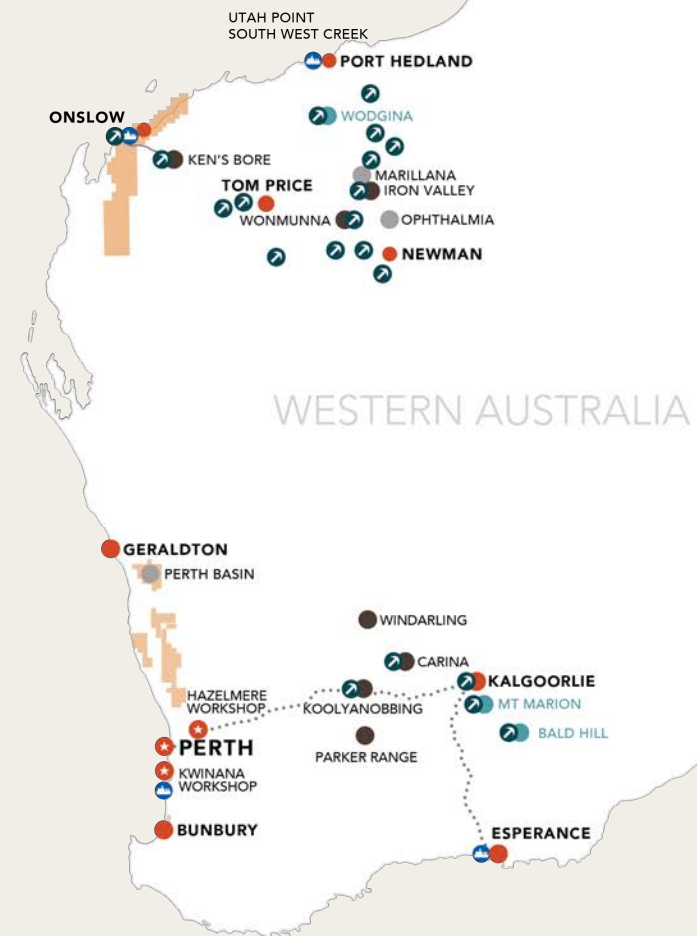 UTAH POINT
SOUTH WEST CREEK
PORT HEDLAND
ONSLOW
WODGINA
KEN'S BORE
MARILLANA
TOM PRICE
IRON VALLEY
WONMUNNA
OPHTHALMIA
NEWMAN
WESTERN AUSTRALIA
GERALDTON
PERTH BASIN
WINDARLING
CARINA
KALGOORLIE
HAZELMERE
WORKSHOP
KOOLYANOBBING
MT MARION
BALD HILL
PERTH
PARKER RANGE
KWINANA
WORKSHOP
BUNBURY
ESPERANCE